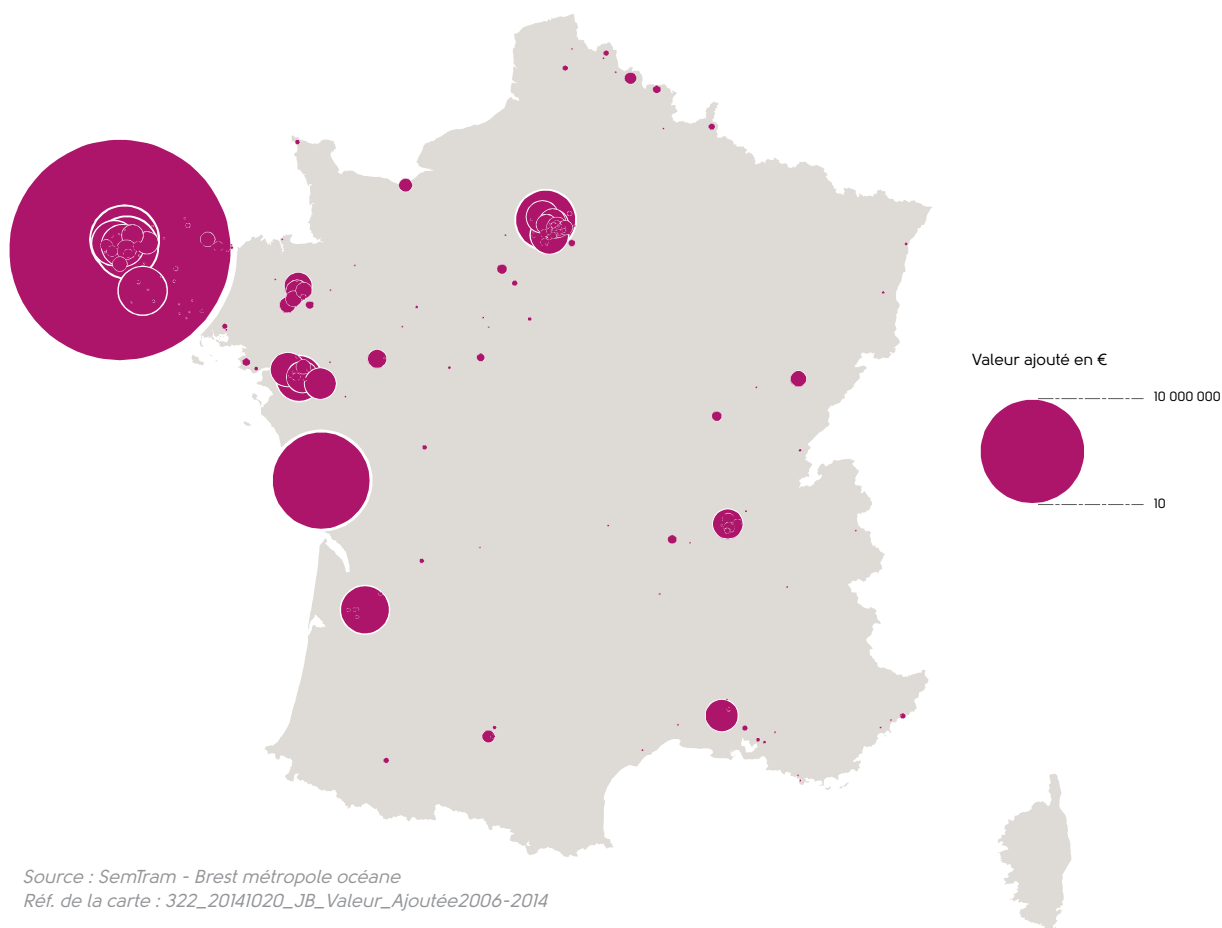 Valeur ajouté en €
10 000 000
10
Source : SemTram - Brest métropole océane
Réf. de la carte : 322_20141020_JB_Valeur_Ajoutée2006-2014